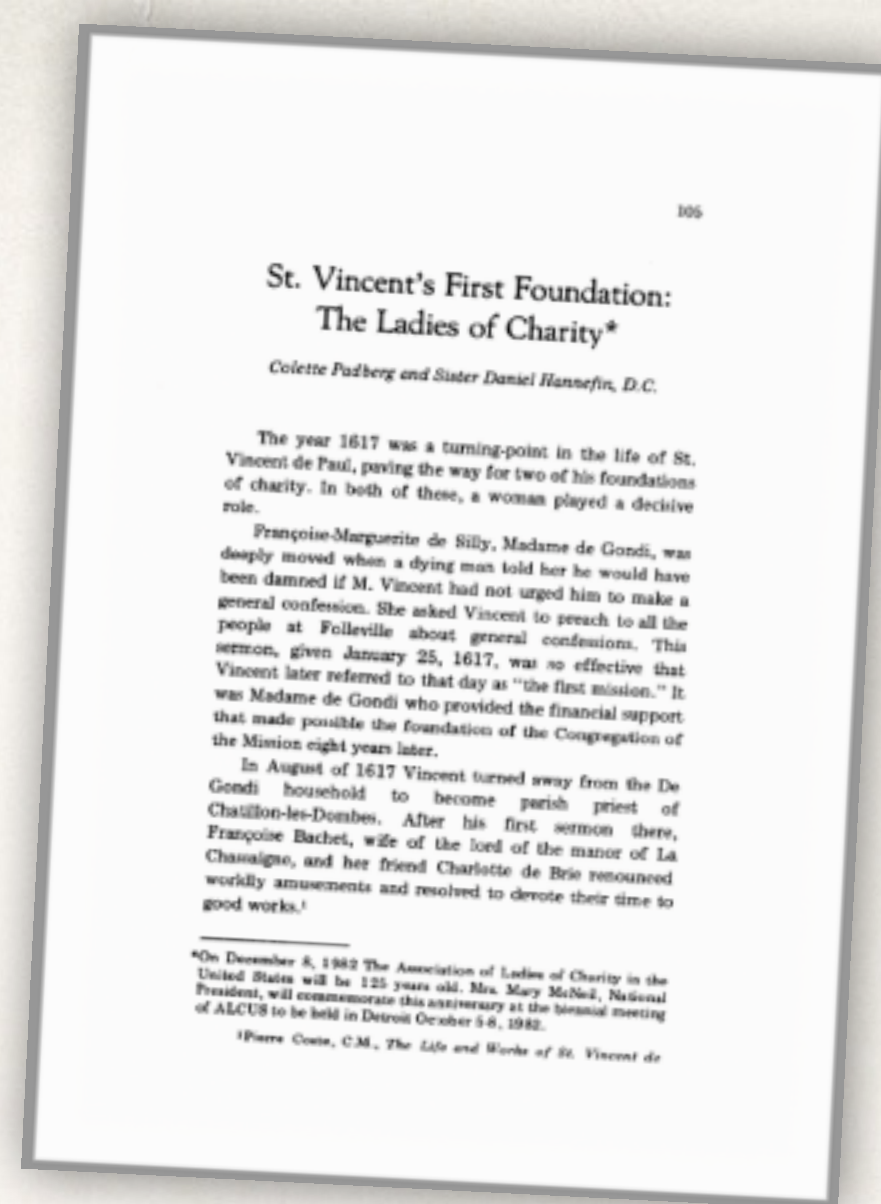 105
St. Vincent's First Foundation:
The Ladies of Charity*
Colette Padberg and Sister Daniel Hannefin, D.C.
The year 1617 was a turning-point in the life of St.
Vincent de Paul, paving the way for two of his foundations
of charity. In both of these, a woman played a decisive
role.
Françoise-Marguerite de Silly, Madame de Gondi, was
deeply moved when a dying man told her he would have
been damned if M. Vincent had not urged him to make a
general confession. She asked Vincent to preach to all the
people at Folleville about general confessions. This
sermon, given January 25, 1617, was so effective that
Vincent later referred to that day as "the first mission." It
was Madame de Gondi who provided the financial support
that made possible the foundation of the Congregation of
the Mission eight years later.
In August of 1617 Vincent turned away from the De
Gondi household to become parish priest of
Chatillon-les-Dombes. After his first sermon there,
Françoise Bachet, wife of the lord of the manor of La
Chassaigne, and her friend Charlotte de Brie renounced
worldly amusements and resolved to devote their time to
good works.¹
*On December 8, 1982 The Association of Ladies of Charity in the
United States will be 125 years old. Mrs. Mary McNeil, National
President, will commemorate this anniversary at the biennial meeting
of ALCUS to be held in Detroit October 5-8, 1982.
¹Pierre Coste, C.M., The Life and Works of St. Vincent de